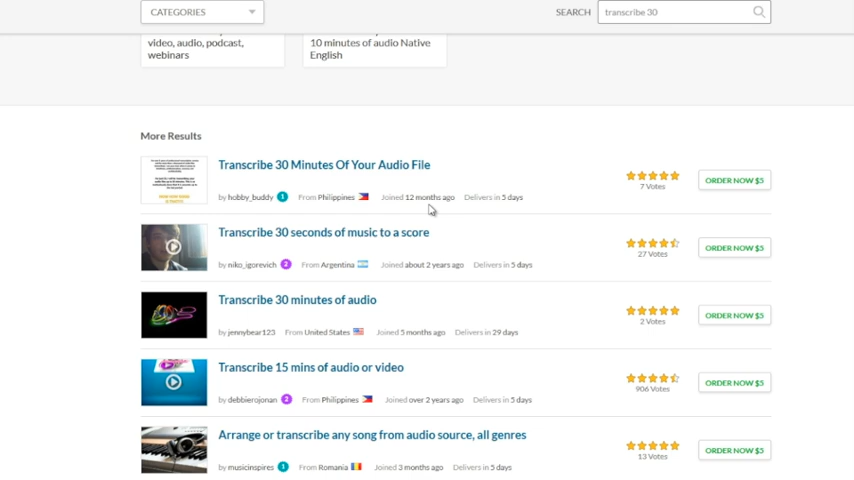 CATEGORIES
SEARCH
transcribe 30
video, audio, podcast,
webinars
10 minutes of audio Native
English
More Results
Transcribe 30 Minutes Of Your Audio File
by hobby_buddy 1 From Philippines Joined 12 months ago Delivers in 5 days
7 Votes
ORDER NOW $5
Transcribe 30 seconds of music to a score
by niko_igorevich 2 From Argentina Joined about 2 years ago Delivers in 5 days
27 Votes
ORDER NOW $5
Transcribe 30 minutes of audio
by jennybear123 From United States Joined 5 months ago Delivers in 29 days
2 Votes
ORDER NOW $5
Transcribe 15 mins of audio or video
by debbierojonan 2 From Philippines Joined over 2 years ago Delivers in 5 days
906 Votes
ORDER NOW $5
Arrange or transcribe any song from audio source, all genres
by musicinspires 1 From Romania Joined 3 months ago Delivers in 5 days
13 Votes
ORDER NOW $5